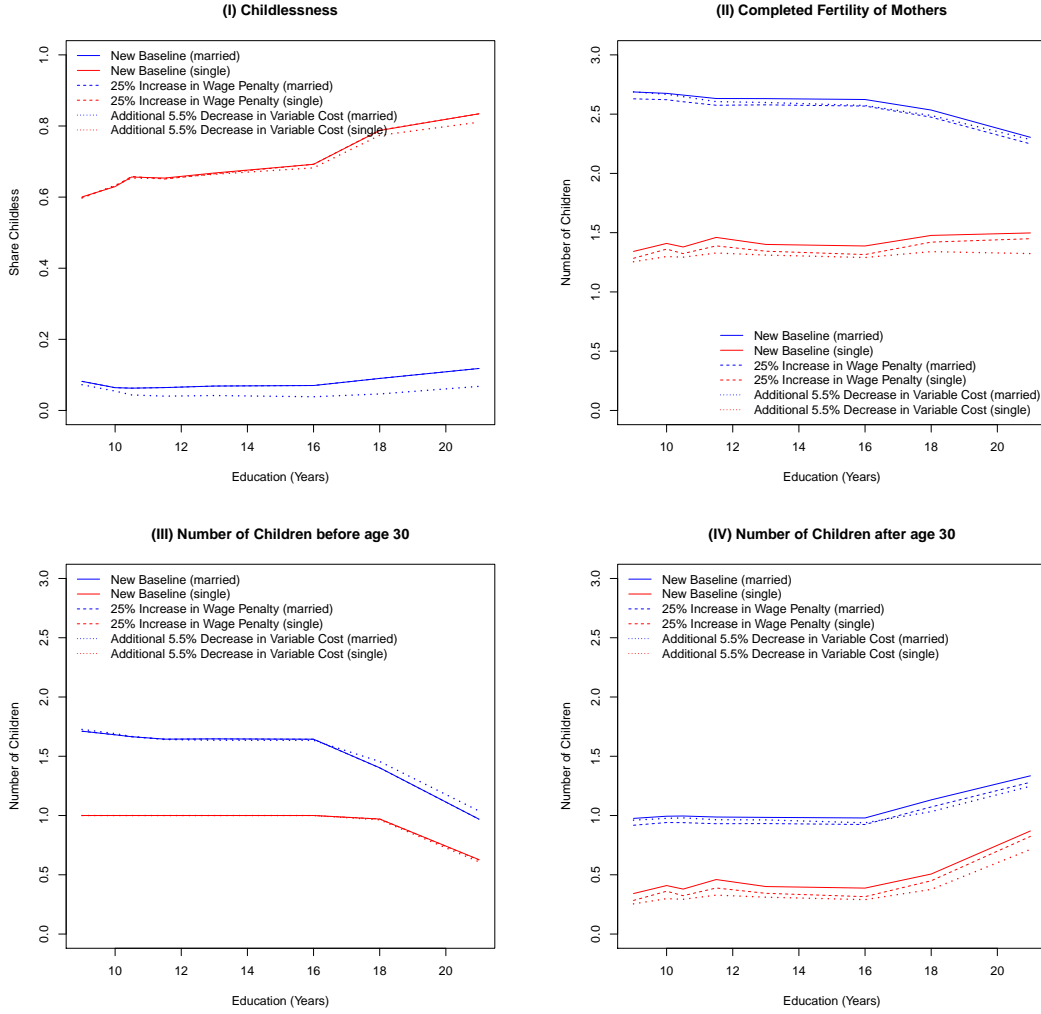 (I) Childlessness
Share Childless
1.0
0.8
0.6
0.4
0.2
0.0
New Baseline (married)
New Baseline (single)
25% Increase in Wage Penalty (married)
25% Increase in Wage Penalty (single)
Additional 5.5% Decrease in Variable Cost (married)
Additional 5.5% Decrease in Variable Cost (single)
10 12 14 16 18 20
Education (Years)
(II) Completed Fertility of Mothers
Number of Children
3.0
2.5
2.0
1.5
1.0
0.5
0.0
New Baseline (married)
New Baseline (single)
25% Increase in Wage Penalty (married)
25% Increase in Wage Penalty (single)
Additional 5.5% Decrease in Variable Cost (married)
Additional 5.5% Decrease in Variable Cost (single)
10 12 14 16 18 20
Education (Years)
(III) Number of Children before age 30
Number of Children
3.0
2.5
2.0
1.5
1.0
0.5
0.0
New Baseline (married)
New Baseline (single)
25% Increase in Wage Penalty (married)
25% Increase in Wage Penalty (single)
Additional 5.5% Decrease in Variable Cost (married)
Additional 5.5% Decrease in Variable Cost (single)
10 12 14 16 18 20
Education (Years)
(IV) Number of Children after age 30
Number of Children
3.0
2.5
2.0
1.5
1.0
0.5
0.0
New Baseline (married)
New Baseline (single)
25% Increase in Wage Penalty (married)
25% Increase in Wage Penalty (single)
Additional 5.5% Decrease in Variable Cost (married)
Additional 5.5% Decrease in Variable Cost (single)
10 12 14 16 18 20
Education (Years)